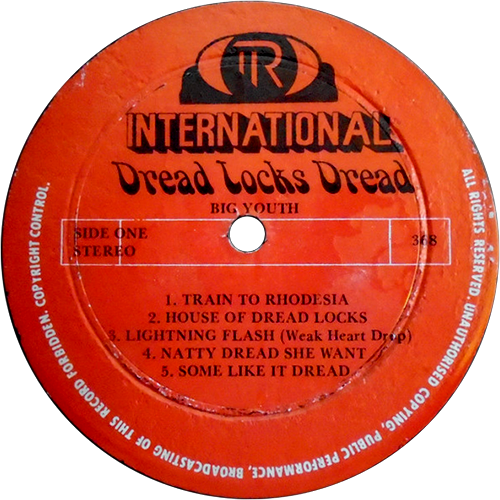 TR
INTERNATIONAL
Dread Locks Dread
BIG YOUTH
SIDE ONE
STEREO
368
1. TRAIN TO RHODESIA
2. HOUSE OF DREAD LOCKS
3. LIGHTNING FLASH (Weak Heart Drop)
4. NATTY DREAD SHE WANT
5. SOME LIKE IT DREAD
ALL RIGHTS RESERVED. UNAUTHORISED COPYING, PUBLIC PERFORMANCE, BROADCASTING OF THIS RECORD FORBIDDEN. COPYRIGHT CONTROL.